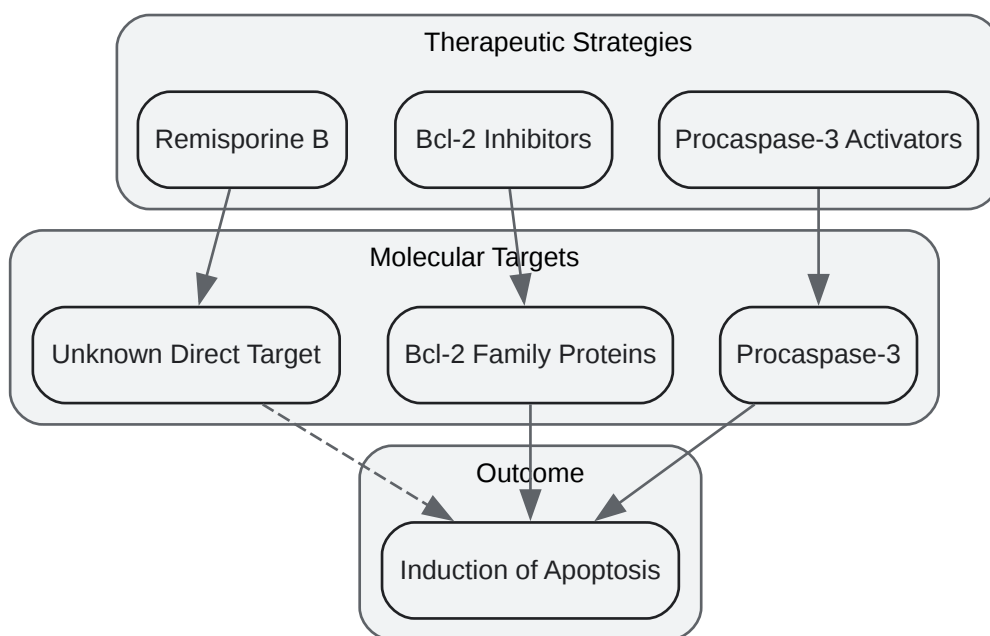 Therapeutic Strategies
Remisporine B
Bcl-2 Inhibitors
Procaspase-3 Activators
Molecular Targets
Unknown Direct Target
Bcl-2 Family Proteins
Procaspase-3
Outcome
Induction of Apoptosis